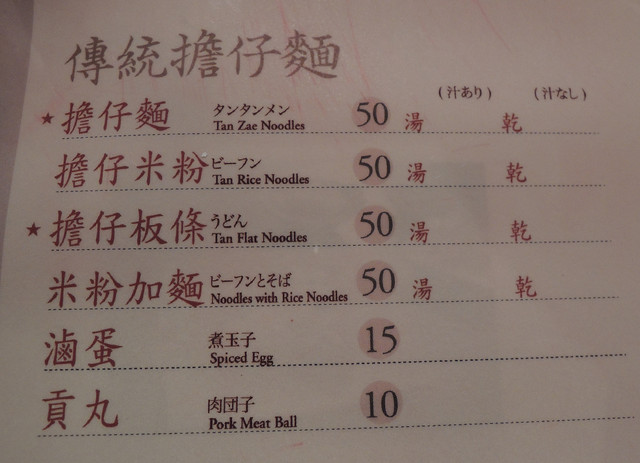 傳統擔仔麵
(汁あり) (汁なし)
★ 擔仔麵 タンタンメン Tan Zae Noodles 50 湯 乾
擔仔米粉 ビーフン Tan Rice Noodles 50 湯 乾
★ 擔仔板條 うどん Tan Flat Noodles 50 湯 乾
米粉加麵 ビーフンとそば Noodles with Rice Noodles 50 湯 乾
滷蛋 煮玉子 Spiced Egg 15
貢丸 肉団子 Pork Meat Ball 10